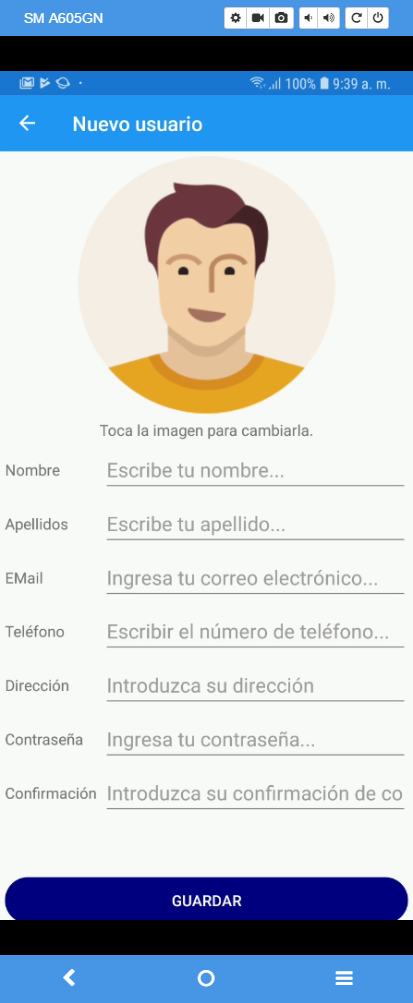 SM A605GN
100% 9:39 a. m.
Nuevo usuario
Toca la imagen para cambiarla.
Nombre Escribe tu nombre...
Apellidos Escribe tu apellido...
EMail Ingresa tu correo electrónico...
Teléfono Escribir el número de teléfono...
Dirección Introduzca su dirección
Contraseña Ingresa tu contraseña...
Confirmación Introduzca su confirmación de co
GUARDAR